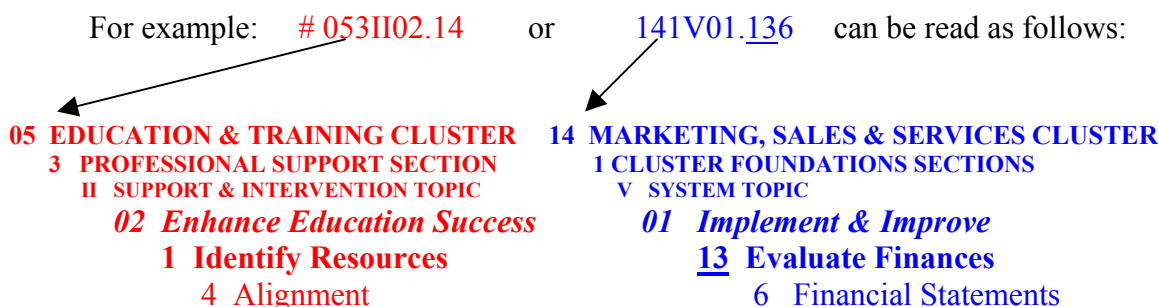 For example: # 053II02.14 or 141V01.136 can be read as follows:
05 EDUCATION & TRAINING CLUSTER 14 MARKETING, SALES & SERVICES CLUSTER
3 PROFESSIONAL SUPPORT SECTION 1 CLUSTER FOUNDATIONS SECTIONS
II SUPPORT & INTERVENTION TOPIC V SYSTEM TOPIC
02 Enhance Education Success 01 Implement & Improve
1 Identify Resources 13 Evaluate Finances
4 Alignment 6 Financial Statements